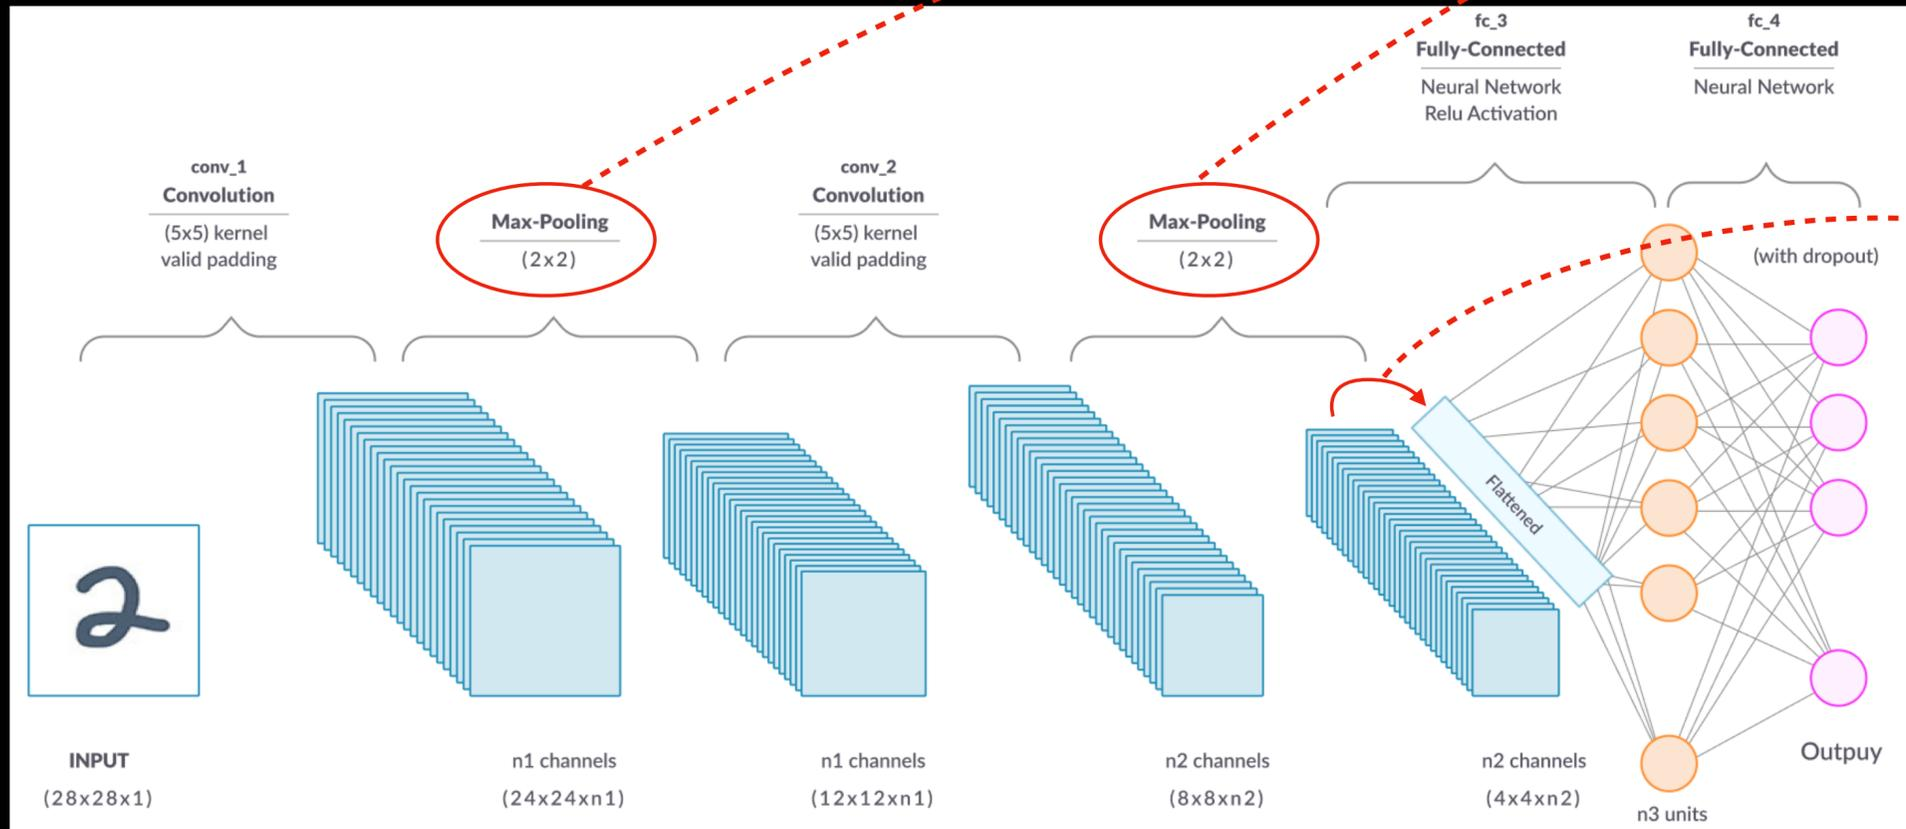 fc_3
Fully-Connected
Neural Network
Relu Activation
fc_4
Fully-Connected
Neural Network
conv_1
Convolution
(5x5) kernel
valid padding
Max-Pooling
(2x2)
conv_2
Convolution
(5x5) kernel
valid padding
Max-Pooling
(2x2)
(with dropout)
Flattened
INPUT
(28x28x1)
n1 channels
(24x24xn1)
n1 channels
(12x12xn1)
n2 channels
(8x8xn2)
n2 channels
(4x4xn2)
n3 units
Outpuy